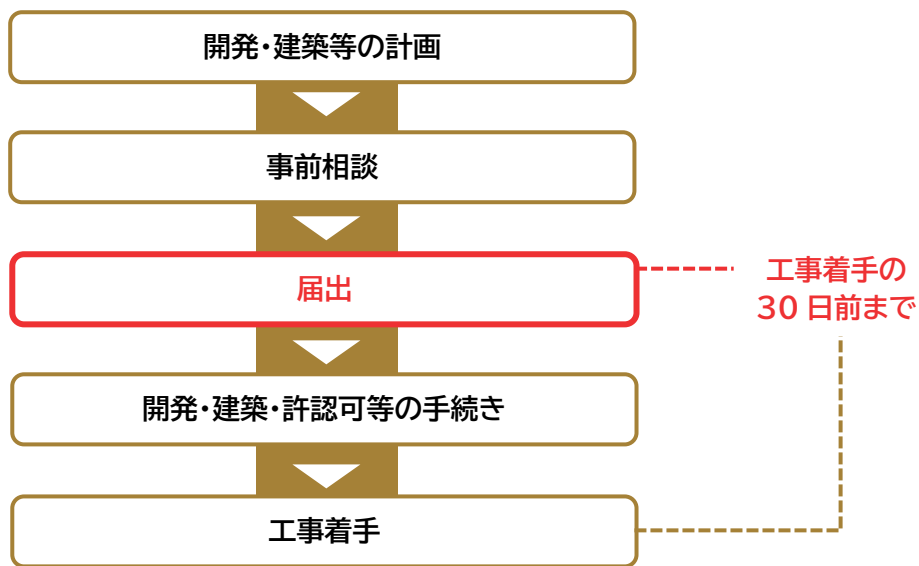 開発・建築等の計画
事前相談
届出
工事着手の
30 日前まで
開発・建築・許認可等の手続き
工事着手